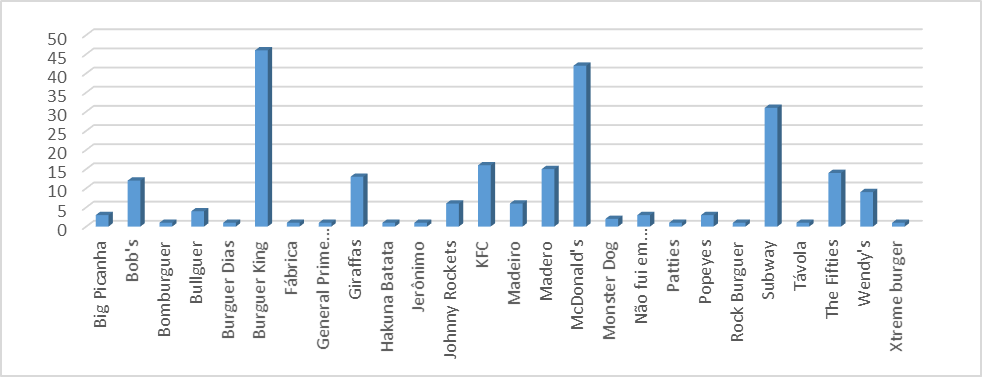 50
45
40
35
30
25
20
15
10
5
0
Big Picanha
Bob's
Bomburguer
Bullguer
Burguer Dias
Burguer King
Fábrica
General Prime...
Giraffas
Hakuna Batata
Jerônimo
Johnny Rockets
KFC
Madeiro
Madero
McDonald's
Monster Dog
Não fui em...
Patties
Popeyes
Rock Burguer
Subway
Távola
The Fifties
Wendy's
Xtreme burger